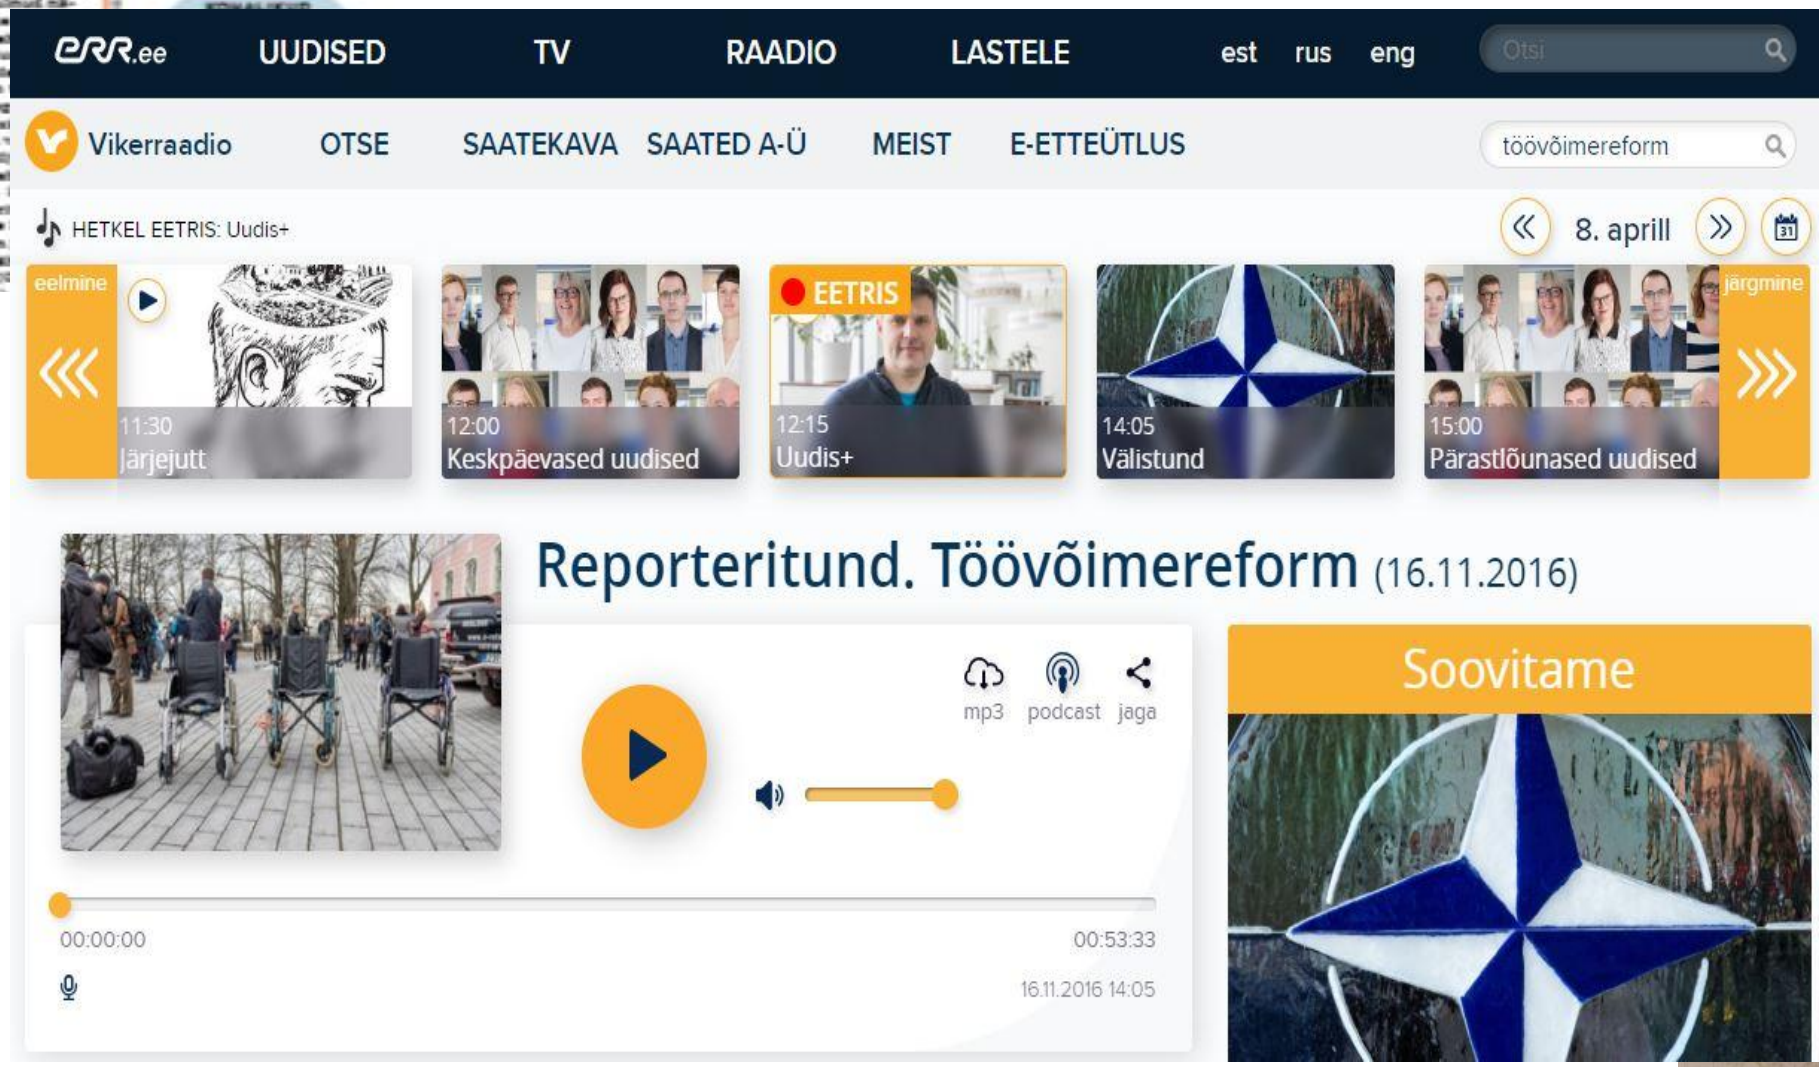 err.ee UUDISED TV RAADIO LASTELE est rus eng Otsi
Vikerraadio OTSE SAATEKAVA SAATED A-Ü MEIST E-ETTEÜTLUS töövõimereform
HETKEL EETRIS: Uudis+
8. aprill
31
eelmine
11:30
Järjejutt
12:00
Keskpäevased uudised
EETRIS
12:15
Uudis+
14:05
Välistund
15:00
Pärastlõunased uudised
järgmine
Reporteritund. Töövõimereform (16.11.2016)
mp3 podcast jaga
00:00:00 00:53:33
16.11.2016 14:05
Soovitame